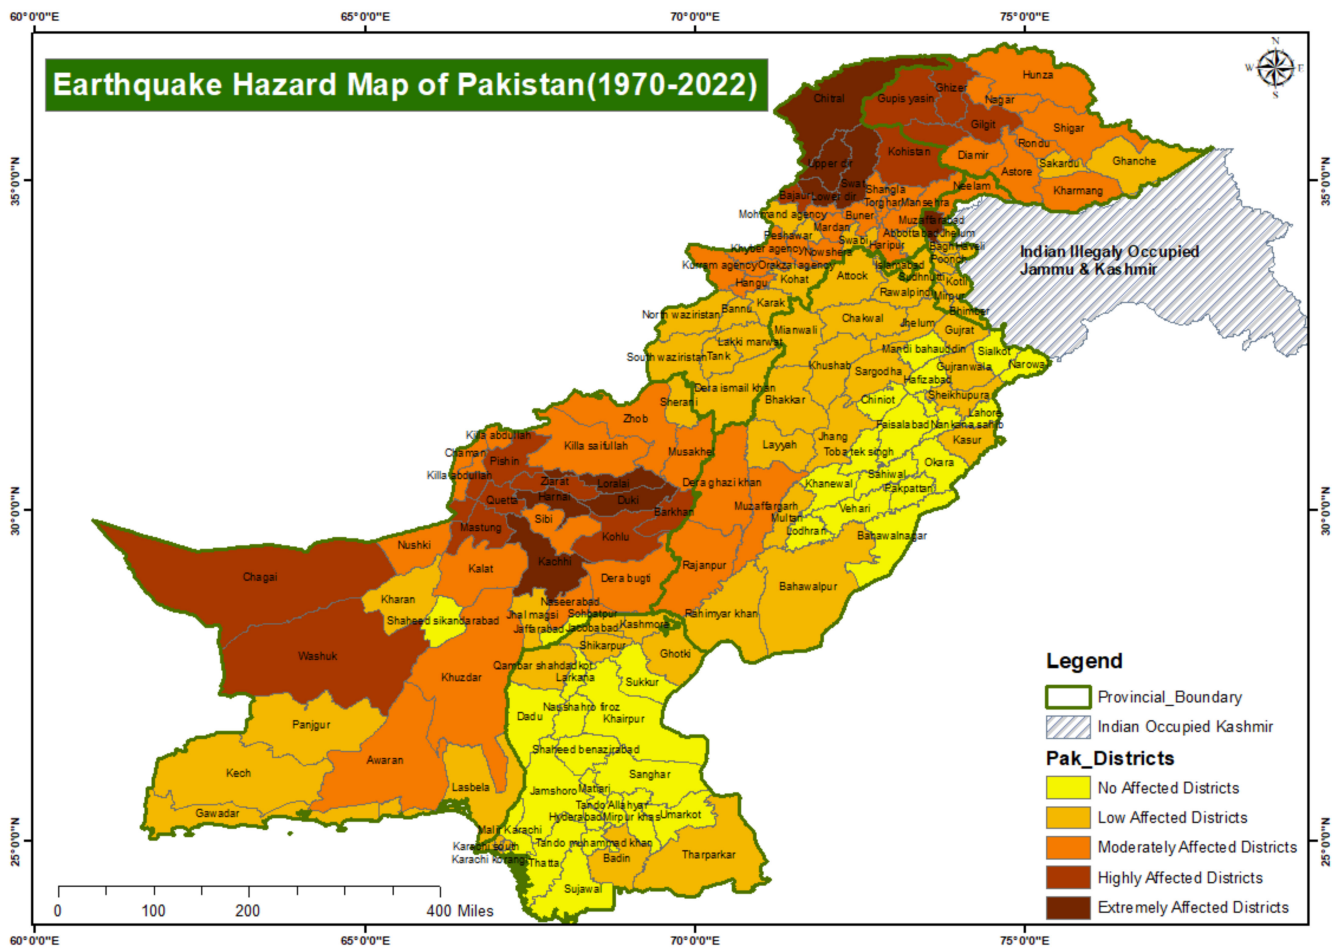 60°0'0"E 65°0'0"E 70°0'0"E 75°0'0"E
Earthquake Hazard Map of Pakistan(1970-2022)
N
W E
S
35°0'0"N 35°0'0"N
30°0'0"N 30°0'0"N
25°0'0"N 25°0'0"N
Hunza
Chitral
Gupis yasin
Ghizer
Nagar
Gilgit
Shigar
Rondu
Kohistan
Diamir
Sakardu
Ghanche
Upper dir
Astore
Swat
Shangla
Neelam
Kharmang
Bajaur
Lower dir
Torghar
Mansehra
Mohmand agency
Buner
Muzaffarabad
Mardan
Abbottabad
Jhelum
Peshawar
Swabi
Haripur
Bagh
Haveli
Khyber agency
Nowshera
Poonch
Kurram agency
Orakzai agency
Islamabad
Sudhnutti
Hangu
Kohat
Attock
Kotli
Rawalpindi
Mirpur
Karak
Bannu
Bhimber
North waziristan
Chakwal
Jhelum
Mianwali
Gujrat
Lakki marwat
Mandi bahauddin
Sialkot
South waziristan
Tank
Khushab
Sargodha
Gujranwala
Narowal
Hafizabad
Dera ismail khan
Sherani
Bhakkar
Chiniot
Sheikhupura
Lahore
Zhob
Faisalabad
Nankana sahib
Killa abdullah
Killa saifullah
Layyah
Jhang
Kasur
Chaman
Musakhel
Toba tek singh
Pishin
Okara
Killa abdullah
Ziarat
Loralai
Dera ghazi khan
Khanewal
Sahiwal
Pakpattan
Quetta
Harnai
Duki
Muzaffargarh
Vehari
Barkhan
Multan
Mastung
Sibi
Lodhran
Kohlu
Bahawalnagar
Nushki
Kachhi
Rajanpur
Kalat
Chagai
Dera bugti
Bahawalpur
Kharan
Naseerabad
Jhal magsi
Sohbatpur
Rahimyar khan
Shaheed sikandarabad
Jaffarabad
Jacobabad
Kashmore
Washuk
Shikarpur
Ghotki
Qambar shahdadkot
Khuzdar
Larkana
Sukkur
Naushahro firoz
Dadu
Khairpur
Panjgur
Shaheed benazirabad
Awaran
Kech
Sanghar
Lasbela
Jamshoro
Matiari
Tando Allahyar
Gawadar
Hyderabad
Mirpur khas
Umarkot
Malir Karachi
Karachi south
Tando muhammad khan
Karachi korangi
Thatta
Badin
Tharparkar
Sujawal
Indian Illegaly Occupied
Jammu & Kashmir
Legend
Provincial_Boundary
Indian Occupied Kashmir
Pak_Districts
No Affected Districts
Low Affected Districts
Moderately Affected Districts
Highly Affected Districts
Extremely Affected Districts
0 100 200 400 Miles
60°0'0"E 65°0'0"E 70°0'0"E 75°0'0"E